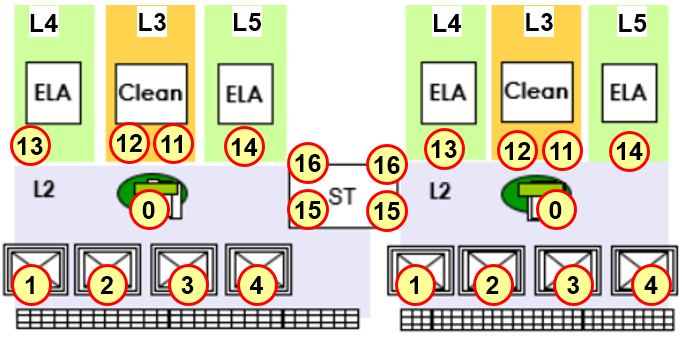 L4 L3 L5 L4 L3 L5
ELA Clean ELA ELA Clean ELA
13 12 11 14 13 12 11 14
16 16
L2 ST L2
0 15 15 0
1 2 3 4 1 2 3 4